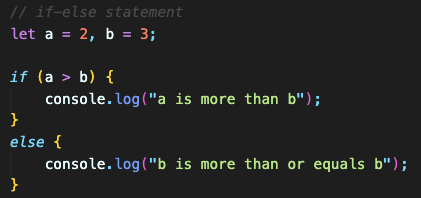 // if-else statement
let a = 2, b = 3;

if (a > b) {
    console.log("a is more than b");
}
else {
    console.log("b is more than or equals b");
}